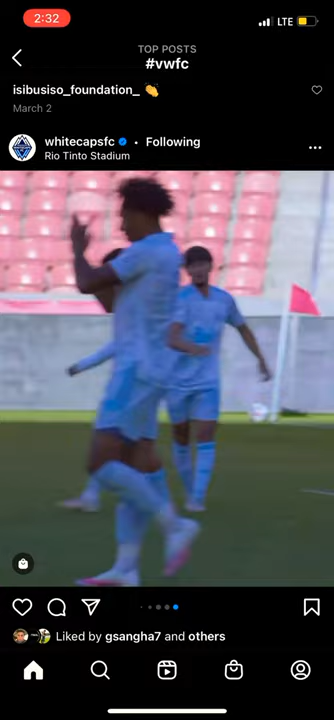 2:32
LTE
TOP POSTS
#vwfc
isibusiso_foundation_ 👏
March 2
whitecapsfc • Following
Rio Tinto Stadium
Liked by gsangha7 and others